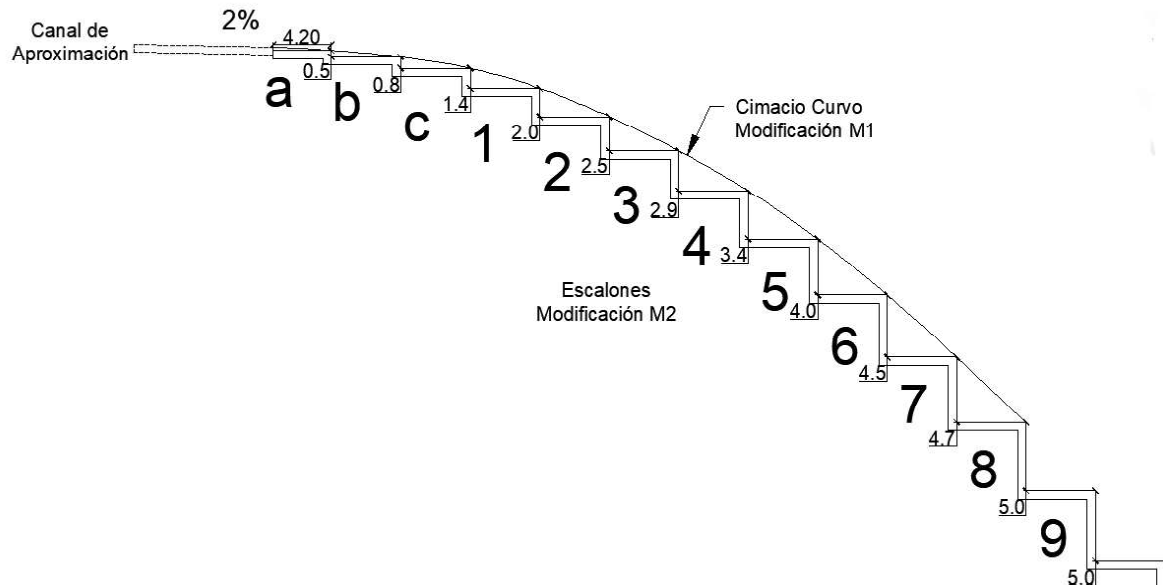 Canal de
Aproximación
2%
4.20
a
0.5
b
0.8
c
1.4
1
2.0
2
2.5
3
2.9
4
3.4
5
4.0
6
4.5
7
4.7
8
5.0
9
5.0
Cimacio Curvo
Modificación M1
Escalones
Modificación M2